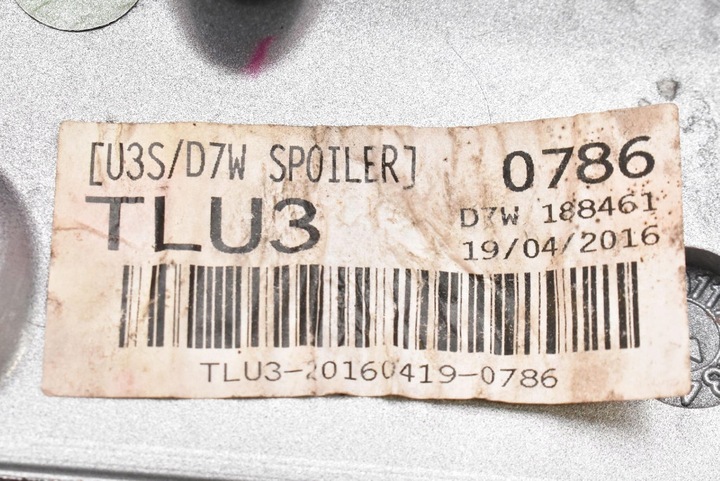 [U3S/D7W SPOILER]
0786
TLU3
D7W 188461
19/04/2016
TLU3-20160419-0786